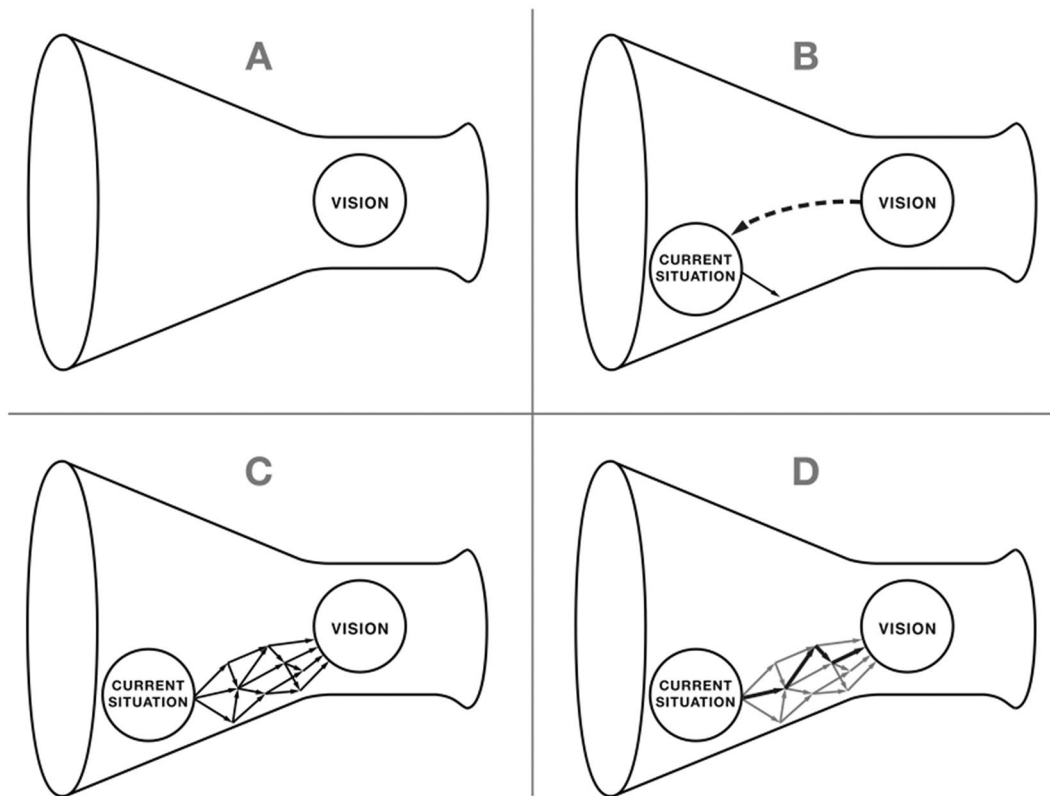 A
VISION
B
VISION
CURRENT
SITUATION
C
VISION
CURRENT
SITUATION
D
VISION
CURRENT
SITUATION